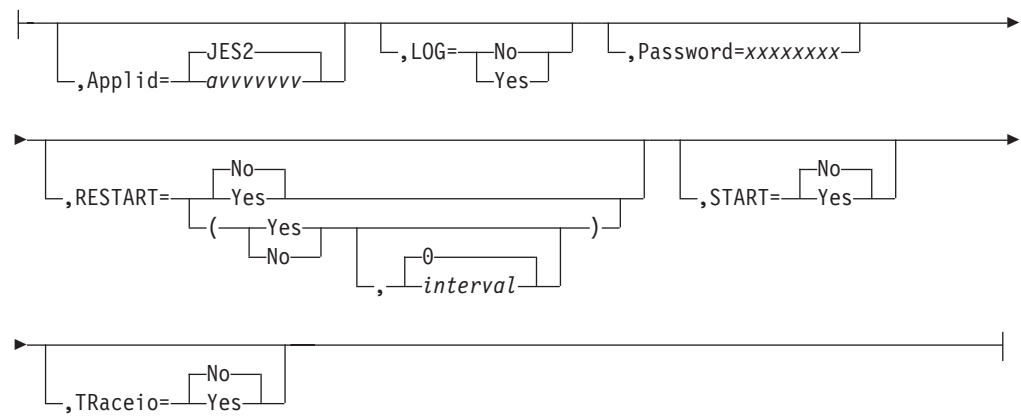 JES2
,Applid= avvvvvvv
,LOG= No
Yes
,Password=xxxxxxxx
No
,RESTART= Yes
( Yes )
No
0
, interval
No
,START= Yes
No
,TRaceio= Yes